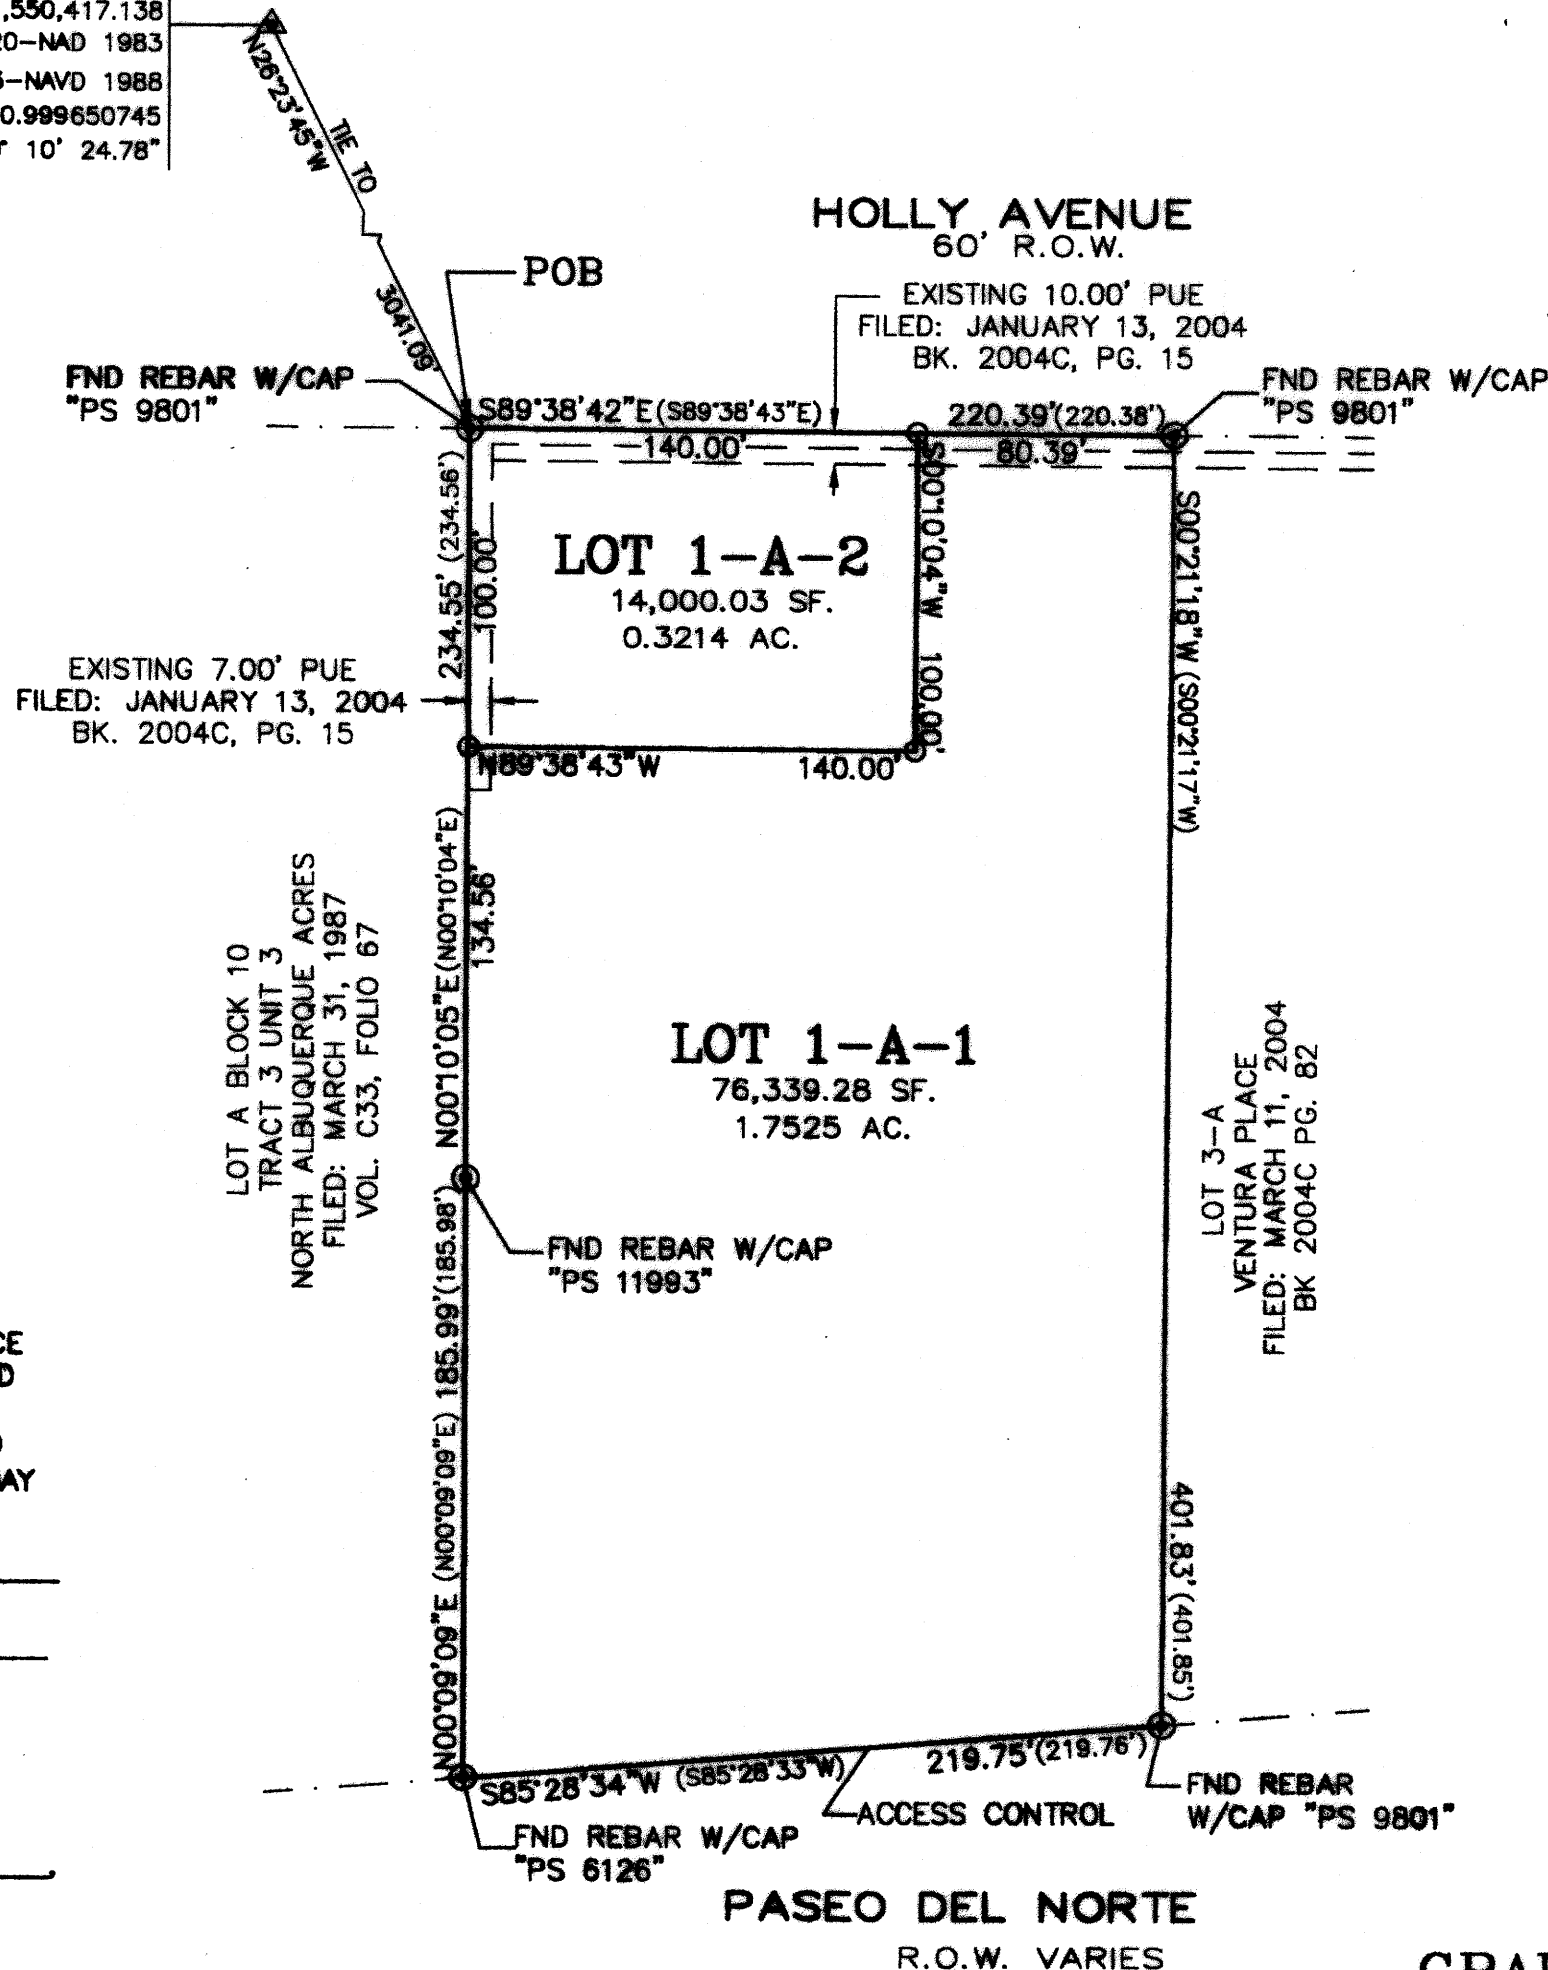 ,550,417.138
20-NAD 1983
-NAVD 1988
0.999650745
10' 24.78"
N26°23'45"W
TIE TO
3041.09'
HOLLY AVENUE
60' R.O.W.
POB
EXISTING 10.00' PUE
FILED: JANUARY 13, 2004
BK. 2004C, PG. 15
FND REBAR W/CAP
"PS 9801"
FND REBAR W/CAP
"PS 9801"
S89°38'42"E(S89°38'43"E)
220.39'(220.38')
140.00'
80.39'
234.55' (234.56')
100.00'
LOT 1-A-2
14,000.03 SF.
0.3214 AC.
S00°10'04"W 100.00'
S00°21'18"W (S00°21'17"W)
EXISTING 7.00' PUE
FILED: JANUARY 13, 2004
BK. 2004C, PG. 15
N89°38'43"W
140.00'
N00°10'05"E(N00°10'04"E)
134.56'
LOT A BLOCK 10
TRACT 3 UNIT 3
NORTH ALBUQUERQUE ACRES
FILED: MARCH 31, 1987
VOL. C33, FOLIO 67
LOT 1-A-1
76,339.28 SF.
1.7525 AC.
LOT 3-A
VENTURA PLACE
FILED: MARCH 11, 2004
BK 2004C PG. 82
FND REBAR W/CAP
"PS 11993"
N00°09'09"E (N00°09'09"E) 185.99'(185.98')
401.83' (401.85')
CE
D
AY
S85°28'34"W (S85°28'33"W)
219.75'(219.76')
ACCESS CONTROL
FND REBAR
W/CAP "PS 9801"
FND REBAR W/CAP
"PS 6126"
PASEO DEL NORTE
R.O.W. VARIES